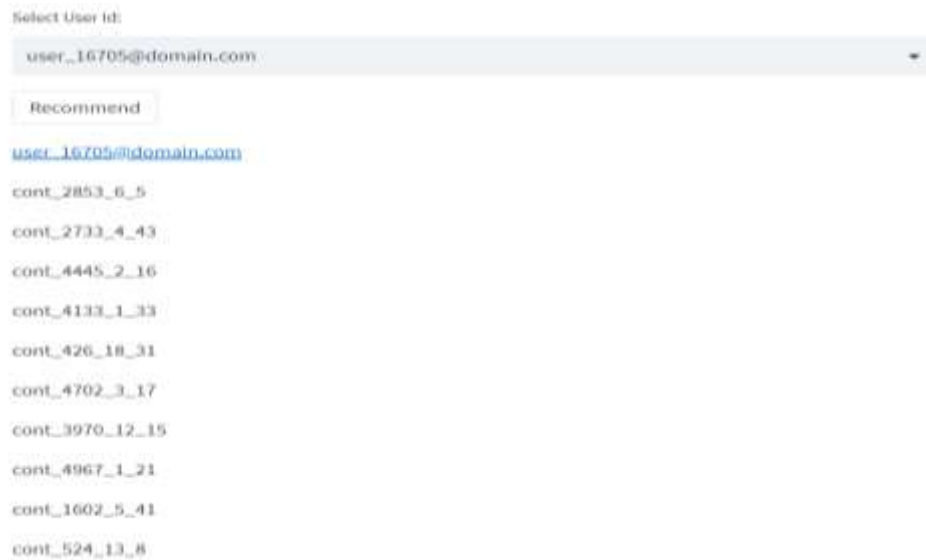 Select User Id:
user_16705@domain.com
Recommend
user_16705@domain.com
cont_2853_6_5
cont_2733_4_43
cont_4445_2_16
cont_4133_1_33
cont_426_18_31
cont_4702_3_17
cont_3970_12_15
cont_4967_1_21
cont_1602_5_41
cont_524_13_8